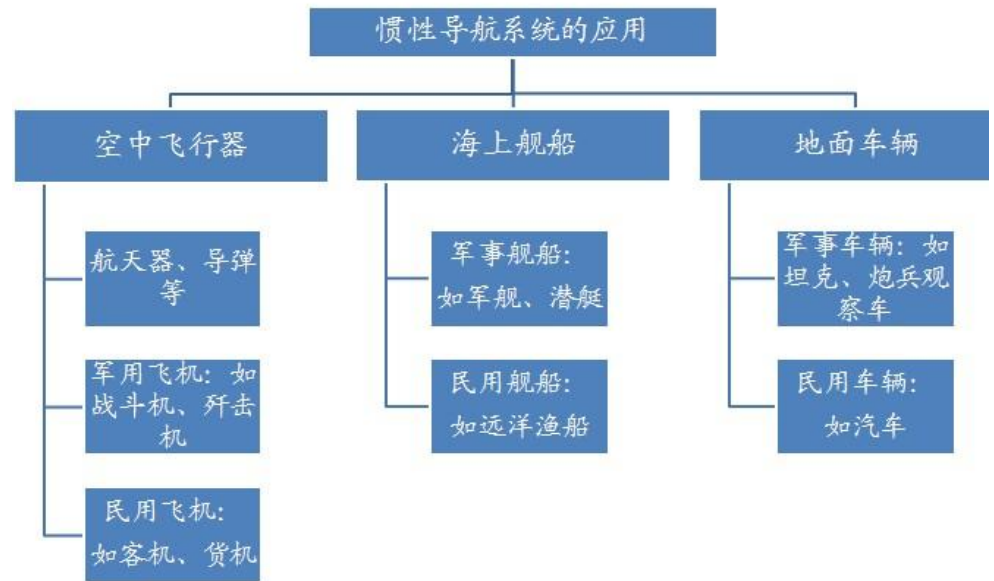 惯性导航系统的应用
空中飞行器
海上舰船
地面车辆
航天器、导弹
等
军用飞机：如
战斗机、歼击
机
民用飞机：
如客机、货机
军事舰船：
如军舰、潜艇
民用舰船：
如远洋渔船
军事车辆：如
坦克、炮兵观
察车
民用车辆：
如汽车